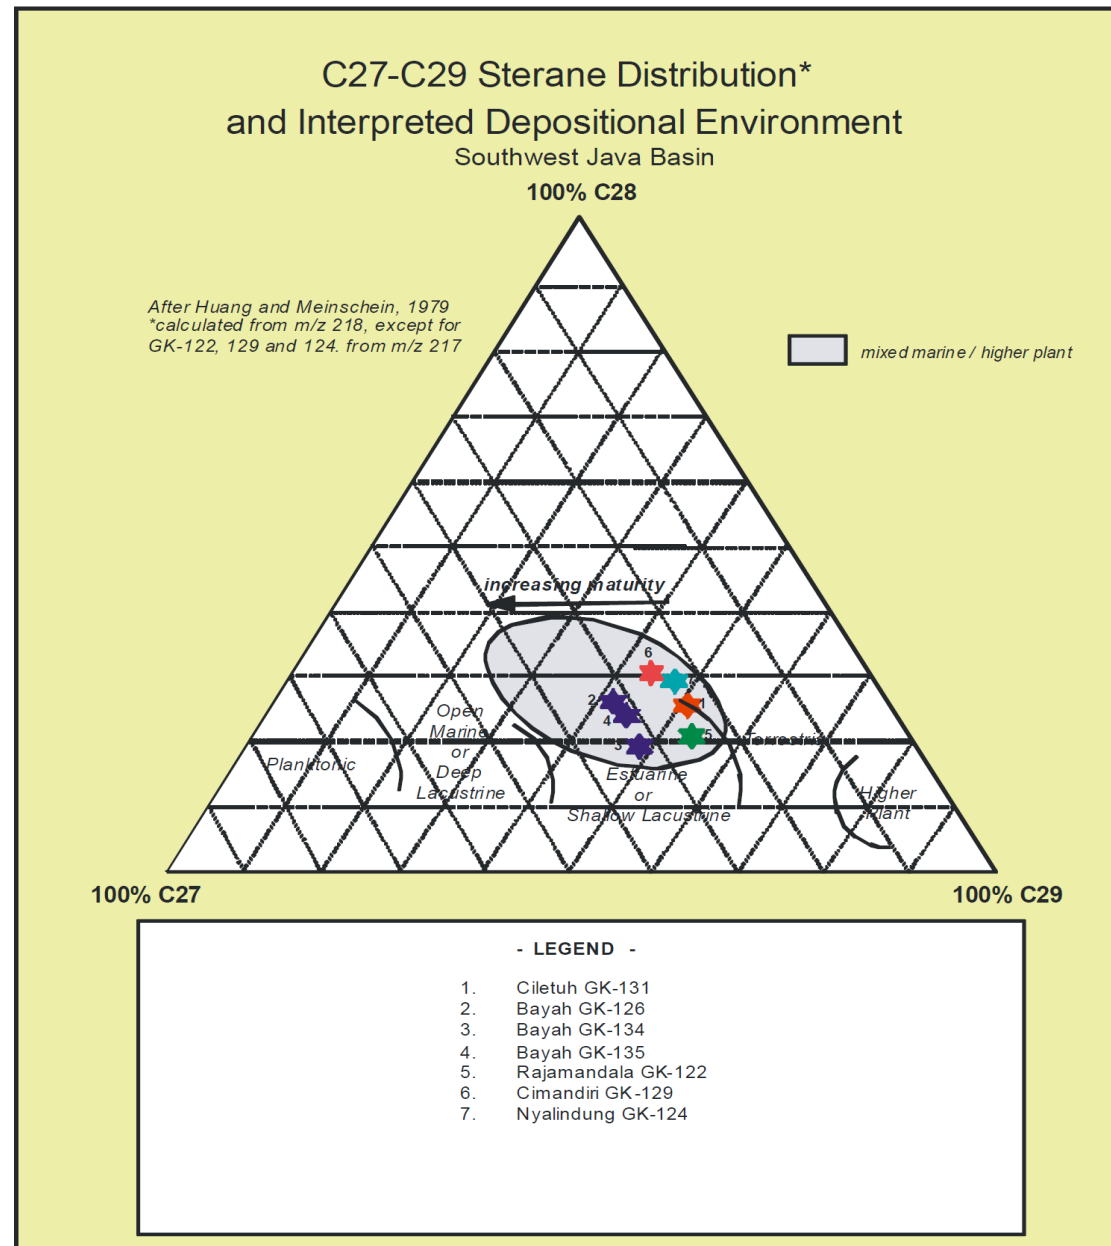 C27-C29 Sterane Distribution*
and Interpreted Depositional Environment
Southwest Java Basin
100% C28
After Huang and Meinschein, 1979
*calculated from m/z 218, except for
GK-122, 129 and 124. from m/z 217
mixed marine / higher plant
increasing maturity
6
2
1
4
5
3
Open
Marine
or
Deep
Lacustrine
Planktonic
Terrestrial
Estuarine
or
Shallow Lacustrine
Higher
Plant
100% C27
100% C29
- LEGEND -
1. Ciletuh GK-131
2. Bayah GK-126
3. Bayah GK-134
4. Bayah GK-135
5. Rajamandala GK-122
6. Cimandiri GK-129
7. Nyalindung GK-124